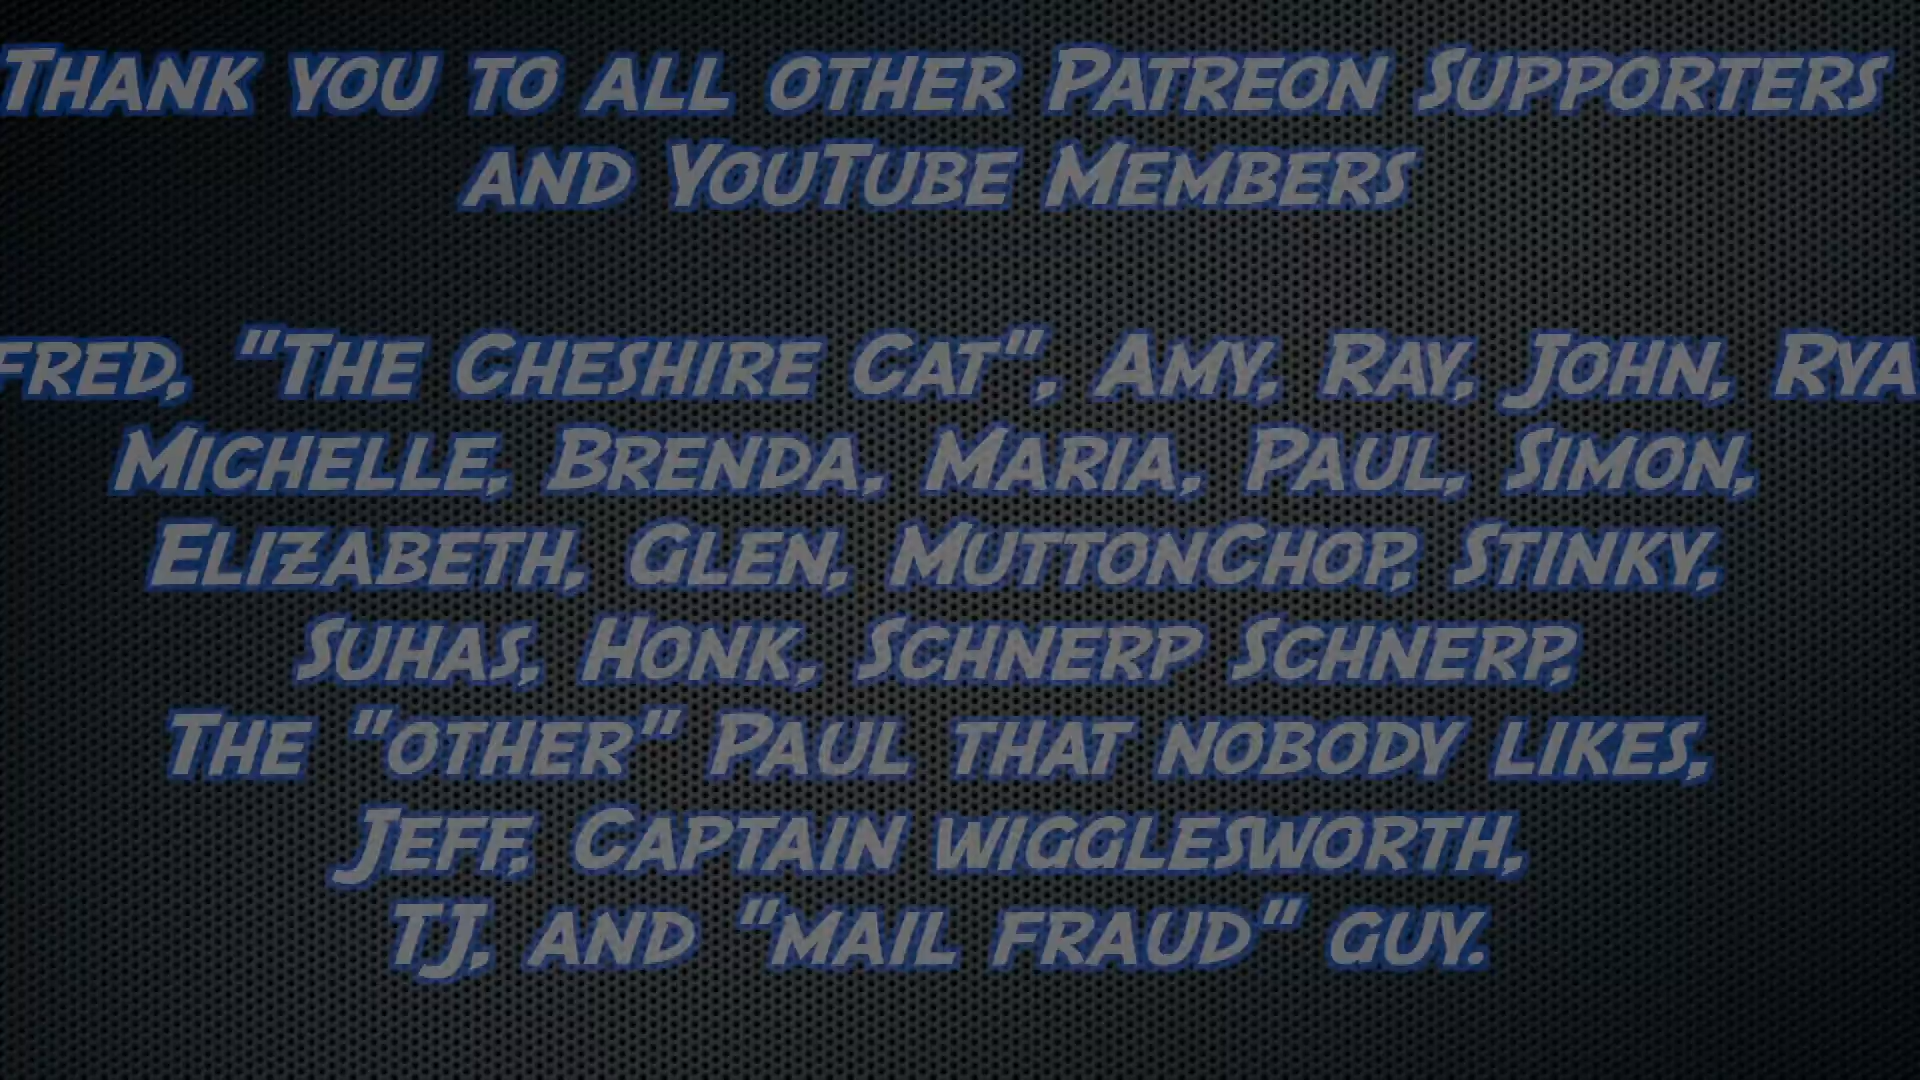 Thank you to all other Patreon Supporters
and YouTube Members
fred, "The Cheshire Cat", Amy, Ray, John, Rya
Michelle, Brenda, Maria, Paul, Simon,
Elizabeth, Glen, MuttonChop, Stinky,
Suhas, Honk, Schnerp Schnerp,
The "other" Paul that nobody likes,
Jeff, Captain wigglesworth,
TJ, and "mail fraud" guy.